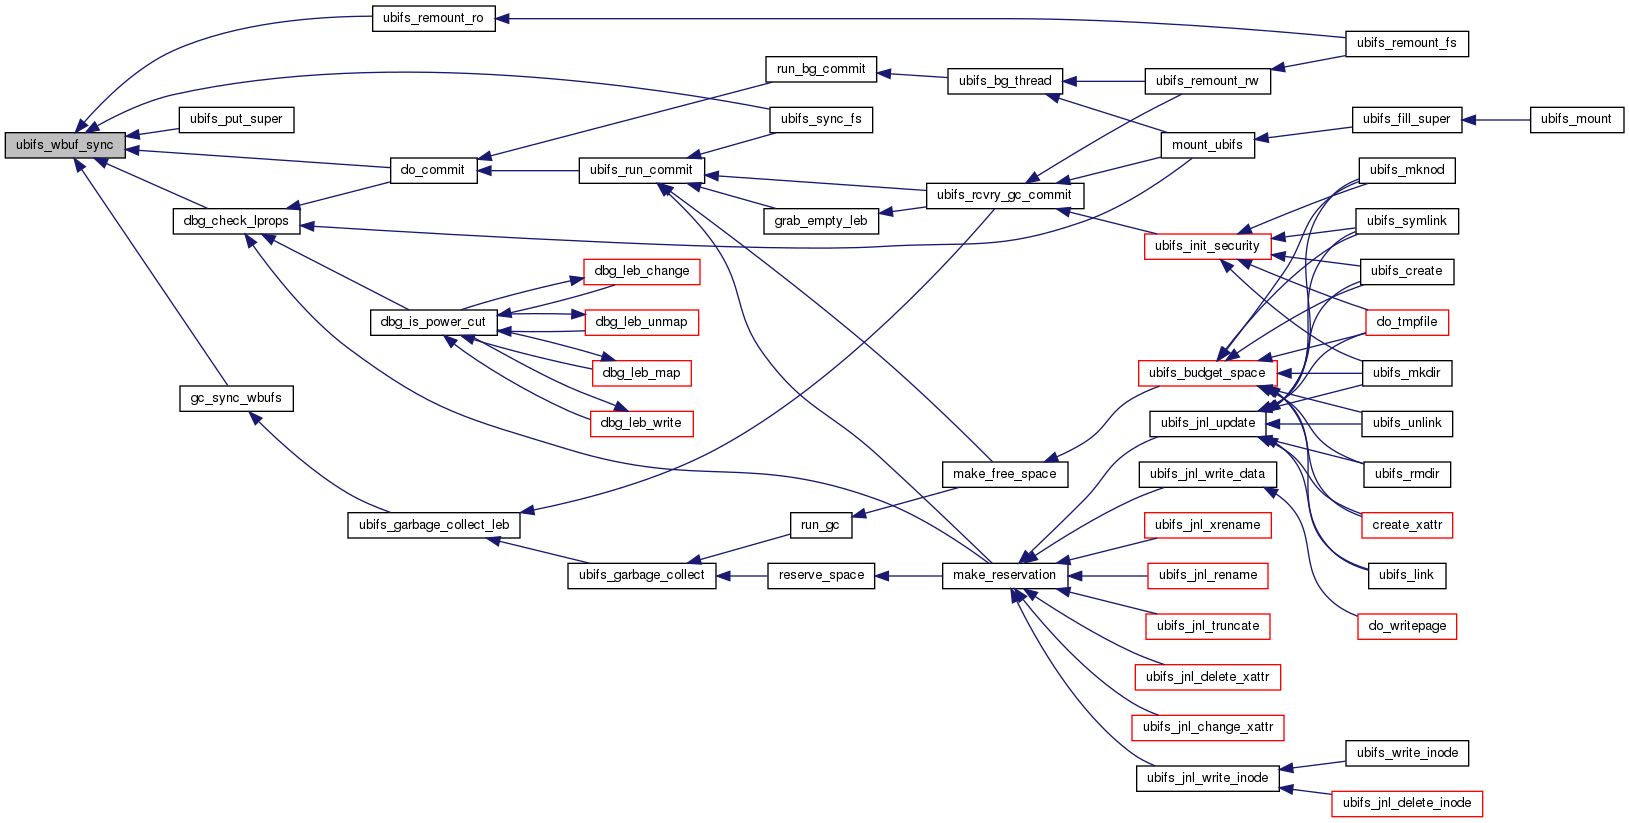 ubifs_remount_ro
ubifs_remount_fs
run_bg_commit
ubifs_bg_thread
ubifs_remount_rw
ubifs_put_super
ubifs_sync_fs
ubifs_fill_super
ubifs_mount
ubifs_wbuf_sync
mount_ubifs
do_commit
ubifs_run_commit
ubifs_mknod
ubifs_rcvry_gc_commit
dbg_check_lprops
grab_empty_leb
ubifs_symlink
ubifs_init_security
dbg_leb_change
ubifs_create
dbg_is_power_cut
dbg_leb_unmap
do_tmpfile
dbg_leb_map
ubifs_budget_space
ubifs_mkdir
gc_sync_wbufs
dbg_leb_write
ubifs_jnl_update
ubifs_unlink
make_free_space
ubifs_jnl_write_data
ubifs_rmdir
ubifs_garbage_collect_leb
run_gc
ubifs_jnl_xrename
create_xattr
ubifs_garbage_collect
reserve_space
make_reservation
ubifs_jnl_rename
ubifs_link
ubifs_jnl_truncate
do_writepage
ubifs_jnl_delete_xattr
ubifs_jnl_change_xattr
ubifs_write_inode
ubifs_jnl_write_inode
ubifs_jnl_delete_inode